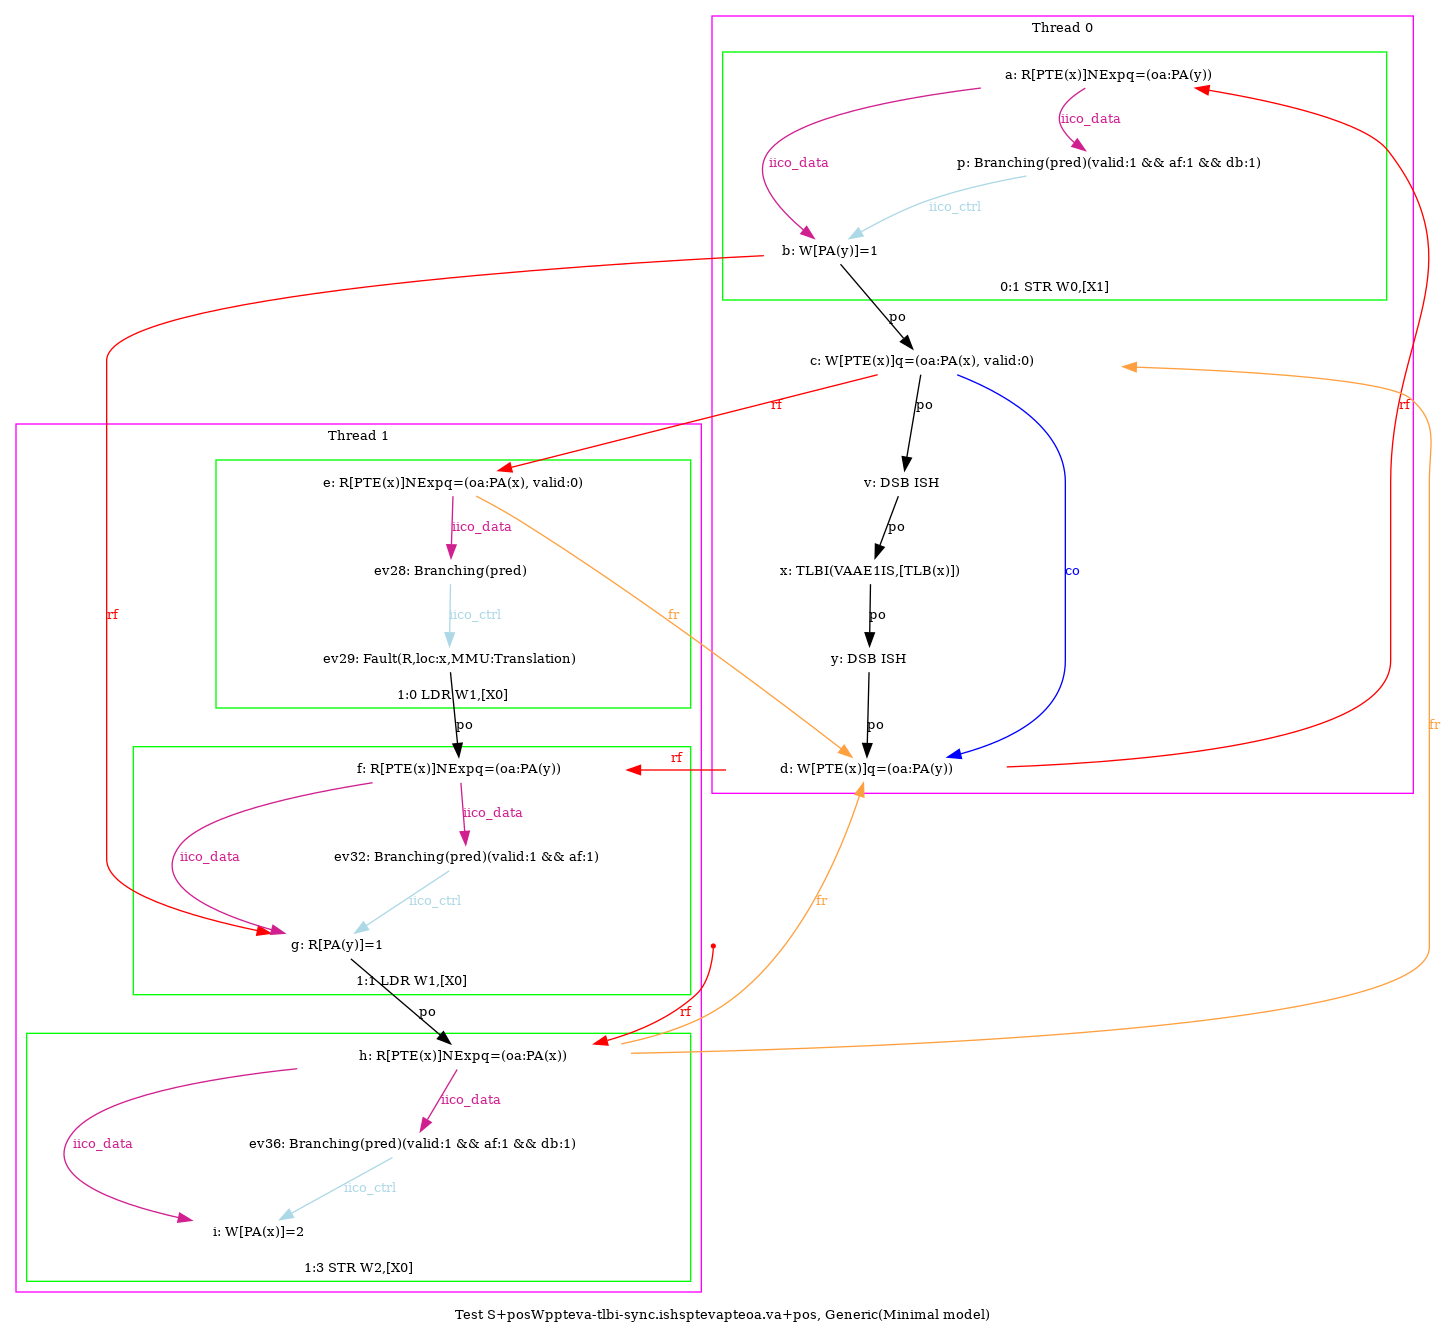 Thread 0
a: R[PTE(x)]NExpq=(oa:PA(y))
iico_data
p: Branching(pred)(valid:1 && af:1 && db:1)
iico_data
iico_ctrl
b: W[PA(y)]=1
0:1 STR W0,[X1]
po
c: W[PTE(x)]q=(oa:PA(x), valid:0)
rf
po
rf
Thread 1
e: R[PTE(x)]NExpq=(oa:PA(x), valid:0)
v: DSB ISH
iico_data
po
ev28: Branching(pred)
x: TLBI(VAAE1IS,[TLB(x)])
co
rf
iico_ctrl
fr
po
ev29: Fault(R,loc:x,MMU:Translation)
y: DSB ISH
1:0 LDR W1,[X0]
po
po
fr
rf
f: R[PTE(x)]NExpq=(oa:PA(y))
d: W[PTE(x)]q=(oa:PA(y))
iico_data
iico_data
ev32: Branching(pred)(valid:1 && af:1)
iico_ctrl
fr
g: R[PA(y)]=1
1:1 LDR W1,[X0]
po
rf
h: R[PTE(x)]NExpq=(oa:PA(x))
iico_data
iico_data
ev36: Branching(pred)(valid:1 && af:1 && db:1)
iico_ctrl
i: W[PA(x)]=2
1:3 STR W2,[X0]
Test S+posWppteva-tlbi-sync.ishsptevapteoa.va+pos, Generic(Minimal model)